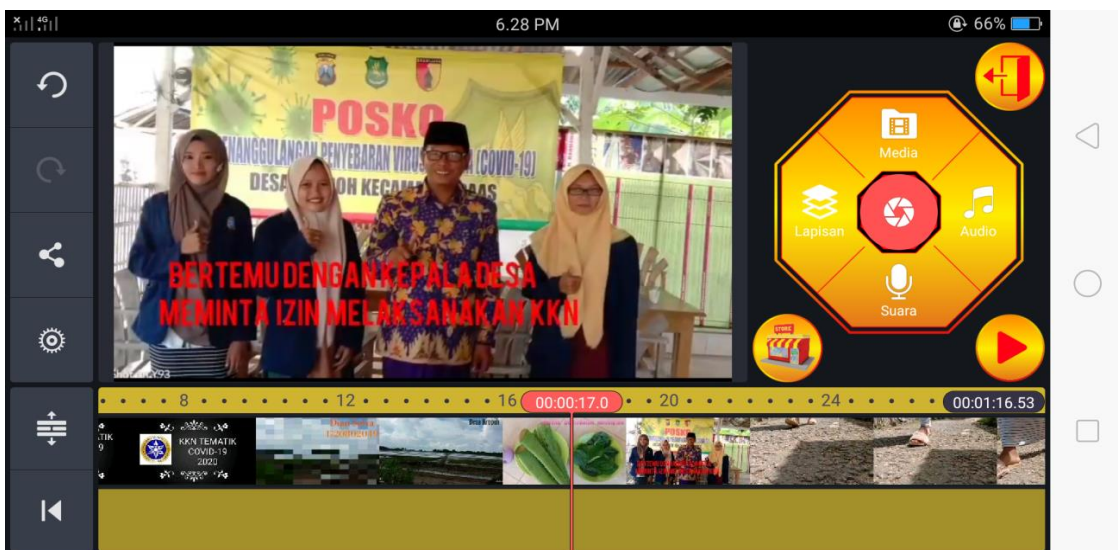 4G
6.28 PM
66%
POSKO
PENYEBARAN VIRUS
(COVID-19)
DESA
BERTEMU DENGAN KEPALA DESA
MEMINTA IZIN MELAKSANAKAN KKN
Media
Lapisan
Audio
Suara
STORE
8
12
16
00:00:17.0
20
24
00:01:16.53
KKN TEMATIK
COVID-19
2020